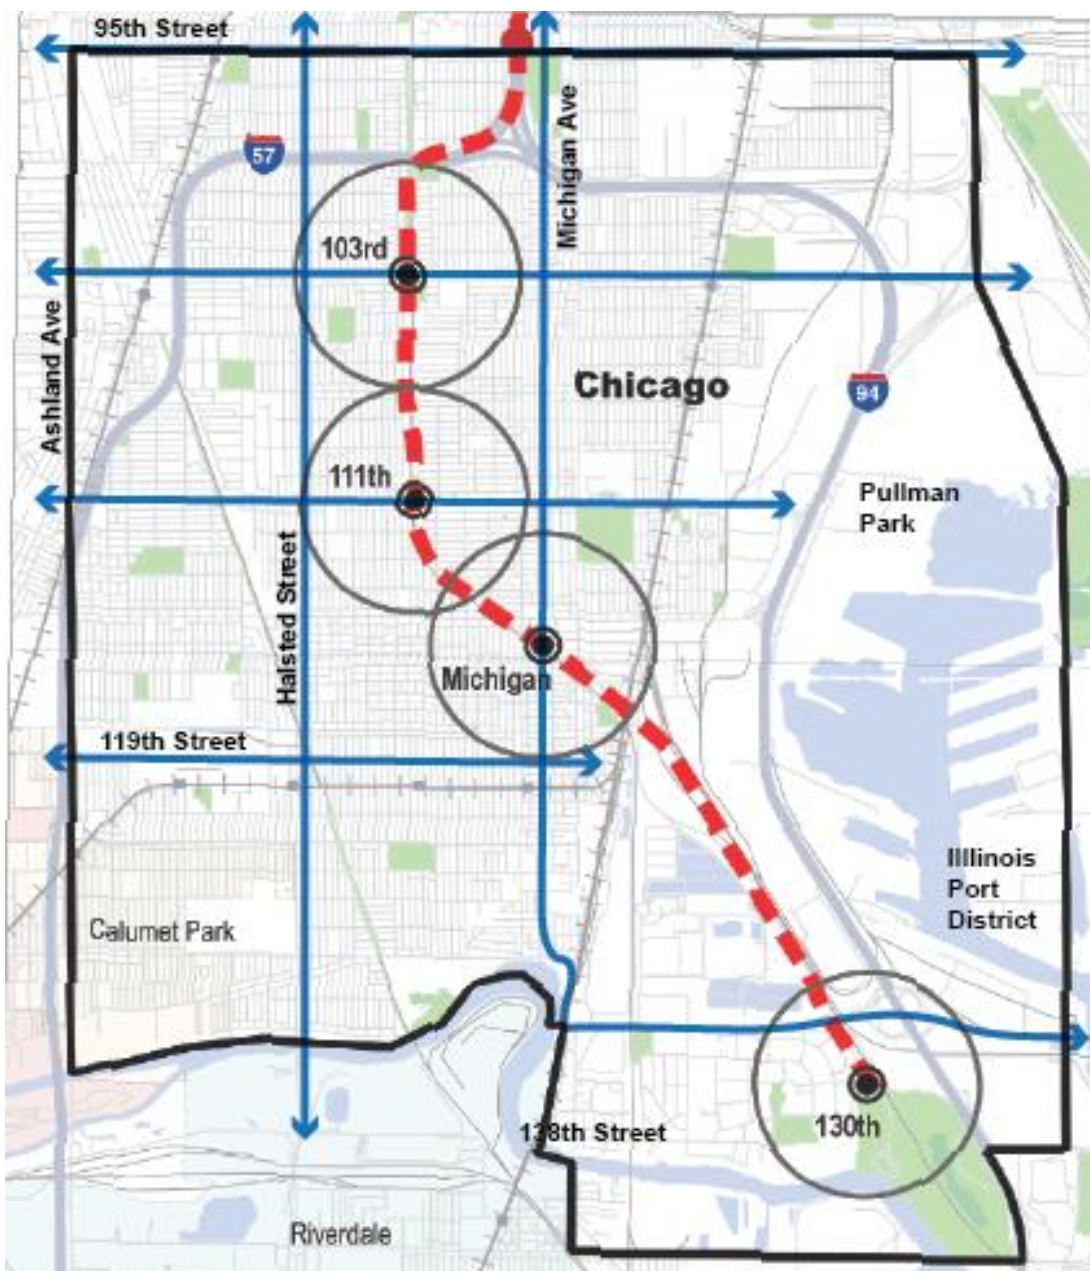 95th Street
Michigan Ave
57
103rd
Ashland Ave
Chicago
94
111th
Pullman
Park
Halsted Street
Michigan
119th Street
Illlinois
Port
District
Calumet Park
130th
138th Street
Riverdale